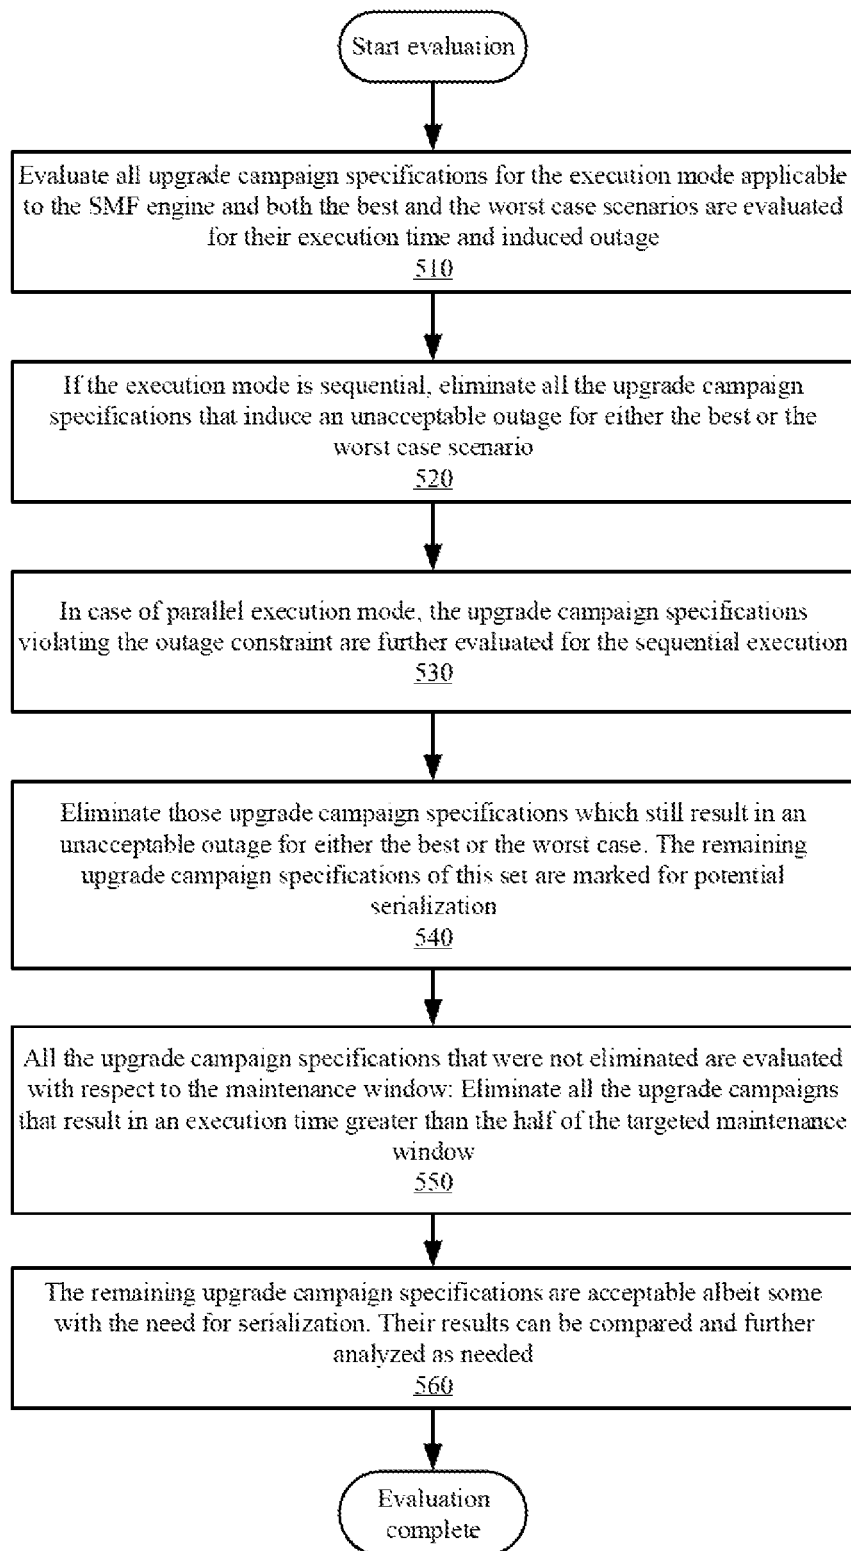 Start evaluation
Evaluate all upgrade campaign specifications for the execution mode applicable
to the SMF engine and both the best and the worst case scenarios are evaluated
for their execution time and induced outage
510
If the execution mode is sequential, eliminate all the upgrade campaign
specifications that induce an unacceptable outage for either the best or the
worst case scenario
520
In case of parallel execution mode, the upgrade campaign specifications
violating the outage constraint are further evaluated for the sequential execution
530
Eliminate those upgrade campaign specifications which still result in an
unacceptable outage for either the best or the worst case. The remaining
upgrade campaign specifications of this set are marked for potential
serialization
540
All the upgrade campaign specifications that were not eliminated are evaluated
with respect to the maintenance window: Eliminate all the upgrade campaigns
that result in an execution time greater than the half of the targeted maintenance
window
550
The remaining upgrade campaign specifications are acceptable albeit some
with the need for serialization. Their results can be compared and further
analyzed as needed
560
Evaluation
complete